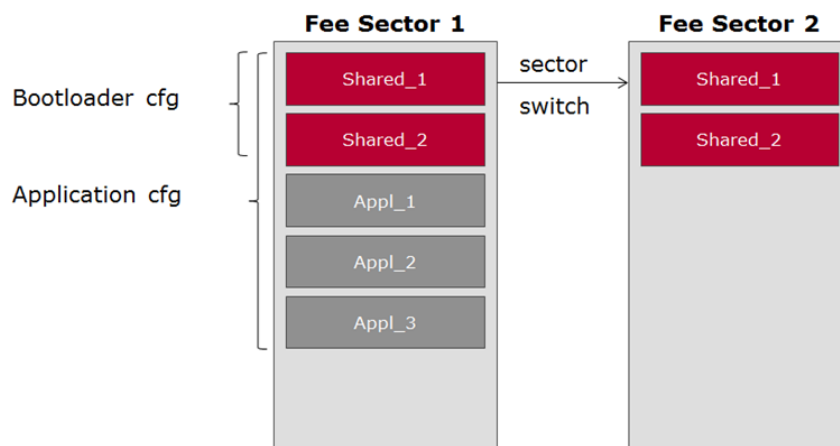 Fee Sector 1
Fee Sector 2
Bootloader cfg
Application cfg
Shared_1
Shared_2
Appl_1
Appl_2
Appl_3
sector
switch
Shared_1
Shared_2